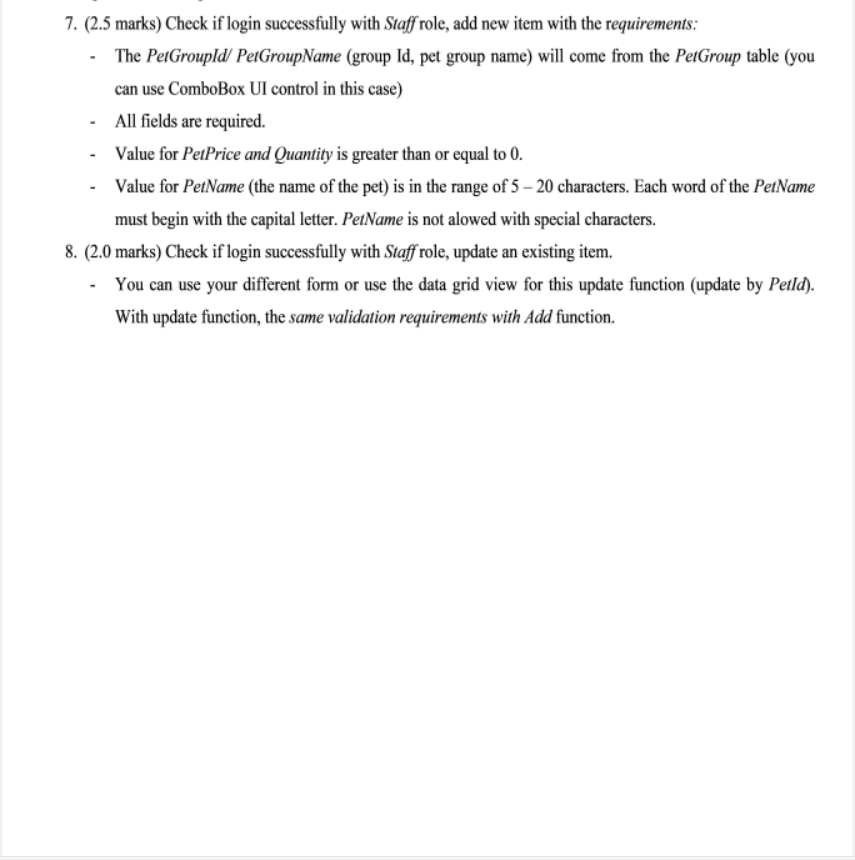 7. (2.5 marks) Check if login successfully with Staff role, add new item with the requirements:
- The PetGroupId/ PetGroupName (group Id, pet group name) will come from the PetGroup table (you
can use ComboBox UI control in this case)
- All fields are required.
- Value for PetPrice and Quantity is greater than or equal to 0.
- Value for PetName (the name of the pet) is in the range of 5 – 20 characters. Each word of the PetName
must begin with the capital letter. PetName is not alowed with special characters.
8. (2.0 marks) Check if login successfully with Staff role, update an existing item.
- You can use your different form or use the data grid view for this update function (update by PetId).
With update function, the same validation requirements with Add function.